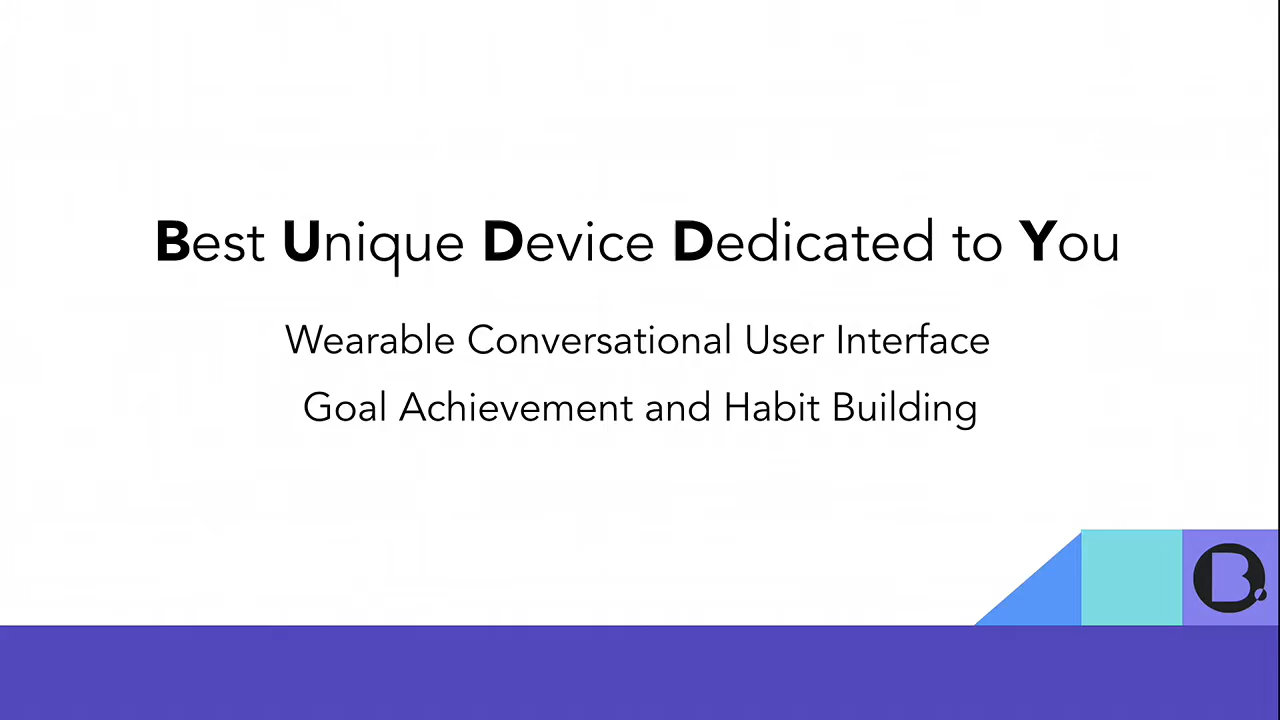 Best Unique Device Dedicated to You
Wearable Conversational User Interface
Goal Achievement and Habit Building
B